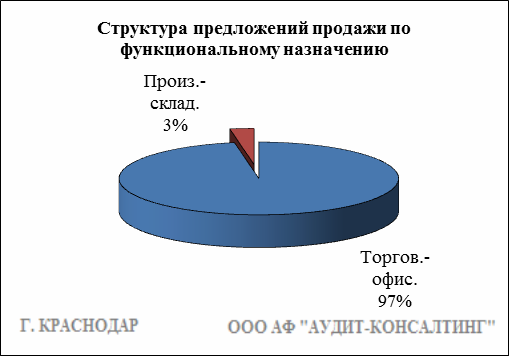 Структура предложений продажи по
функциональному назначению
Произ.-
склад.
3%
Торгов.-
офис.
97%
Г. КРАСНОДАР
ООО АФ "АУДИТ-КОНСАЛТИНГ"